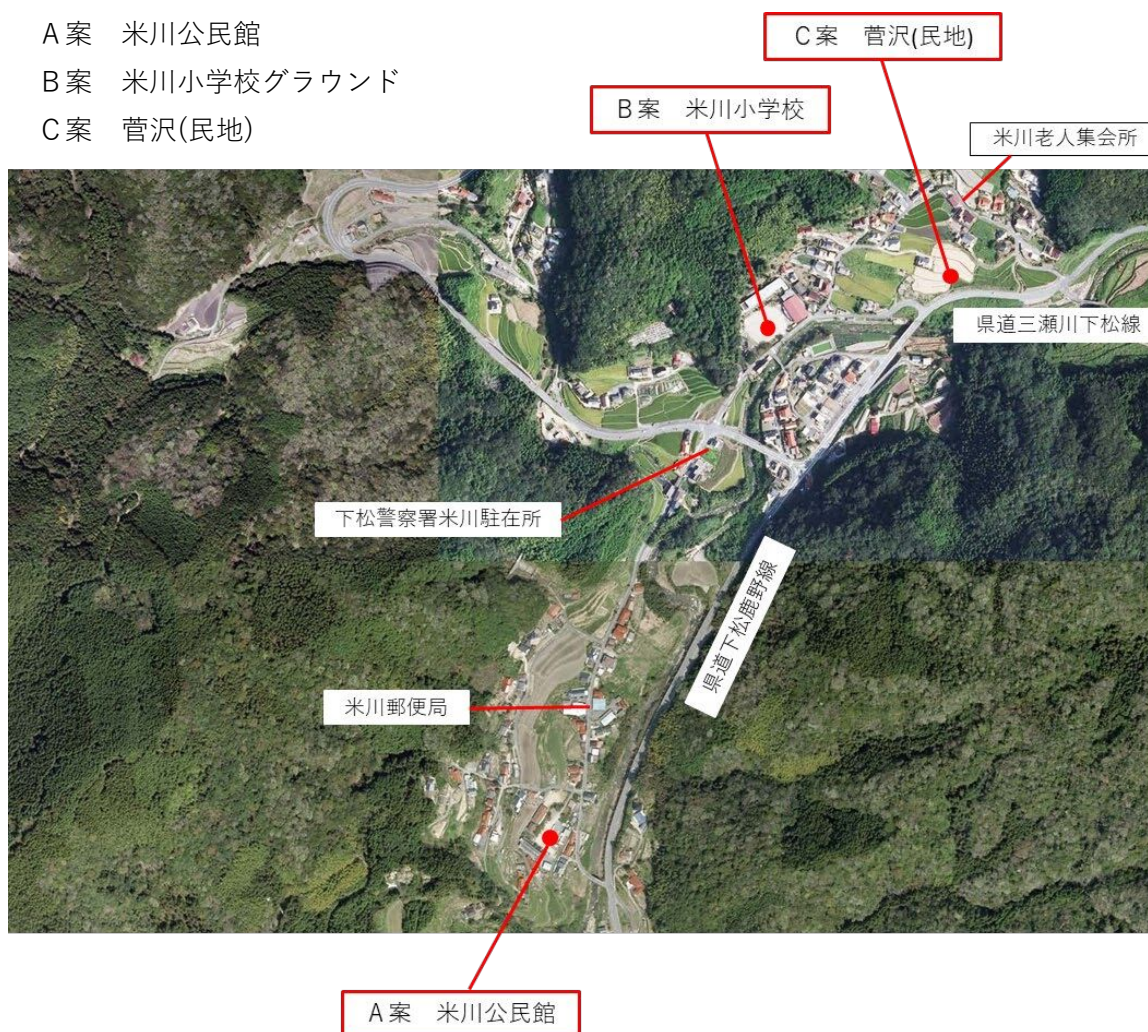 A案　米川公民館
B案　米川小学校グラウンド
C案　菅沢(民地)
C案　菅沢(民地)
B案　米川小学校
米川老人集会所
県道三瀬川下松線
下松警察署米川駐在所
県道下松鹿野線
米川郵便局
A案　米川公民館